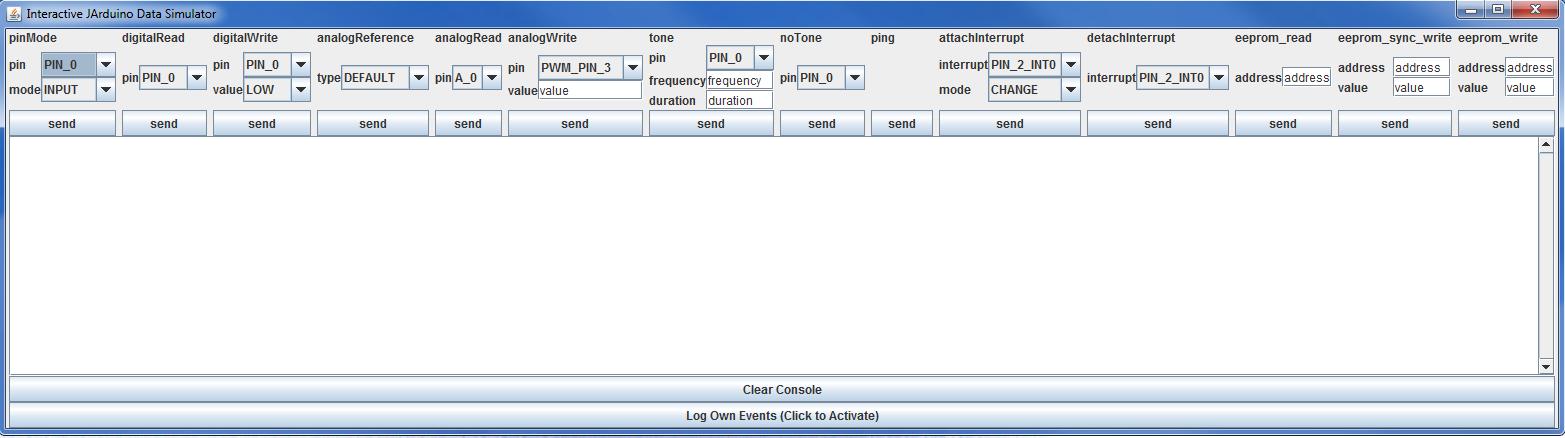 Interactive JArduino Data Simulator
pinMode digitalRead digitalWrite analogReference analogRead analogWrite tone noTone ping attachInterrupt detachInterrupt eeprom_read eeprom_sync_write eeprom_write
pin PIN_0 pin PIN_0 pin PIN_0 type DEFAULT pin A_0 pin PWM_PIN_3 pin PIN_0 pin PIN_0 interrupt PIN_2_INT0 interrupt PIN_2_INT0 address address address address address address
mode INPUT value LOW value value frequency frequency mode CHANGE value value value value
duration duration
send send send send send send send send send send send send send send
Clear Console
Log Own Events (Click to Activate)